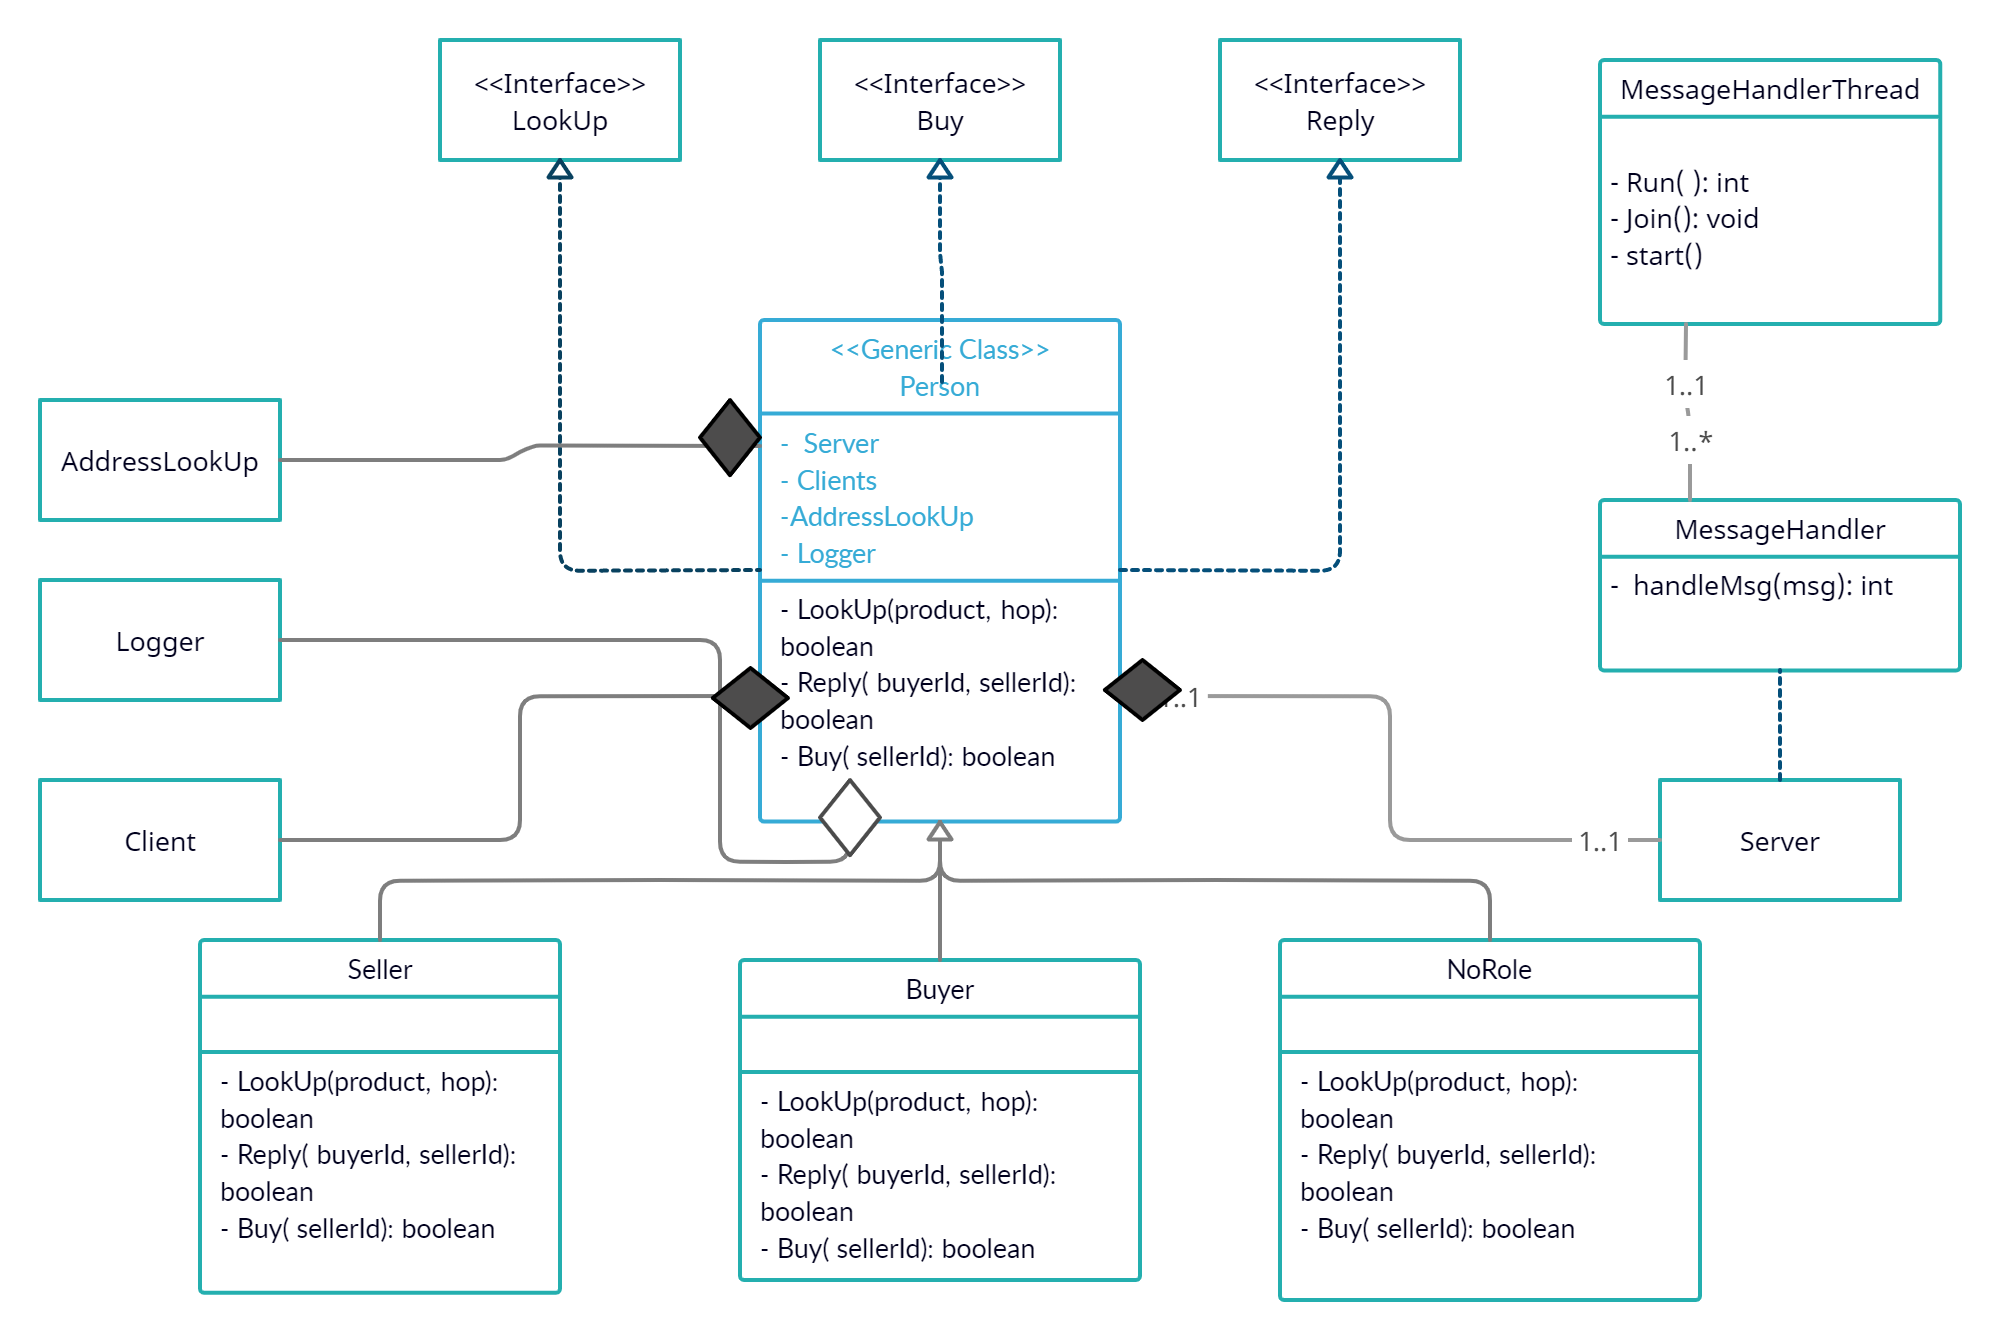 <<Interface>>
LookUp
<<Interface>>
Buy
<<Interface>>
Reply
MessageHandlerThread
- Run( ): int
- Join(): void
- start()
<<Generic Class>>
Person
-  Server
- Clients
-AddressLookUp
- Logger
- LookUp(product, hop):
boolean
- Reply( buyerId, sellerId):
boolean
- Buy( sellerId): boolean
1..1
1..*
MessageHandler
-  handleMsg(msg): int
AddressLookUp
Logger
Client
..1
1..1
Server
Seller
- LookUp(product, hop):
boolean
- Reply( buyerId, sellerId):
boolean
- Buy( sellerId): boolean
Buyer
- LookUp(product, hop):
boolean
- Reply( buyerId, sellerId):
boolean
- Buy( sellerId): boolean
NoRole
- LookUp(product, hop):
boolean
- Reply( buyerId, sellerId):
boolean
- Buy( sellerId): boolean